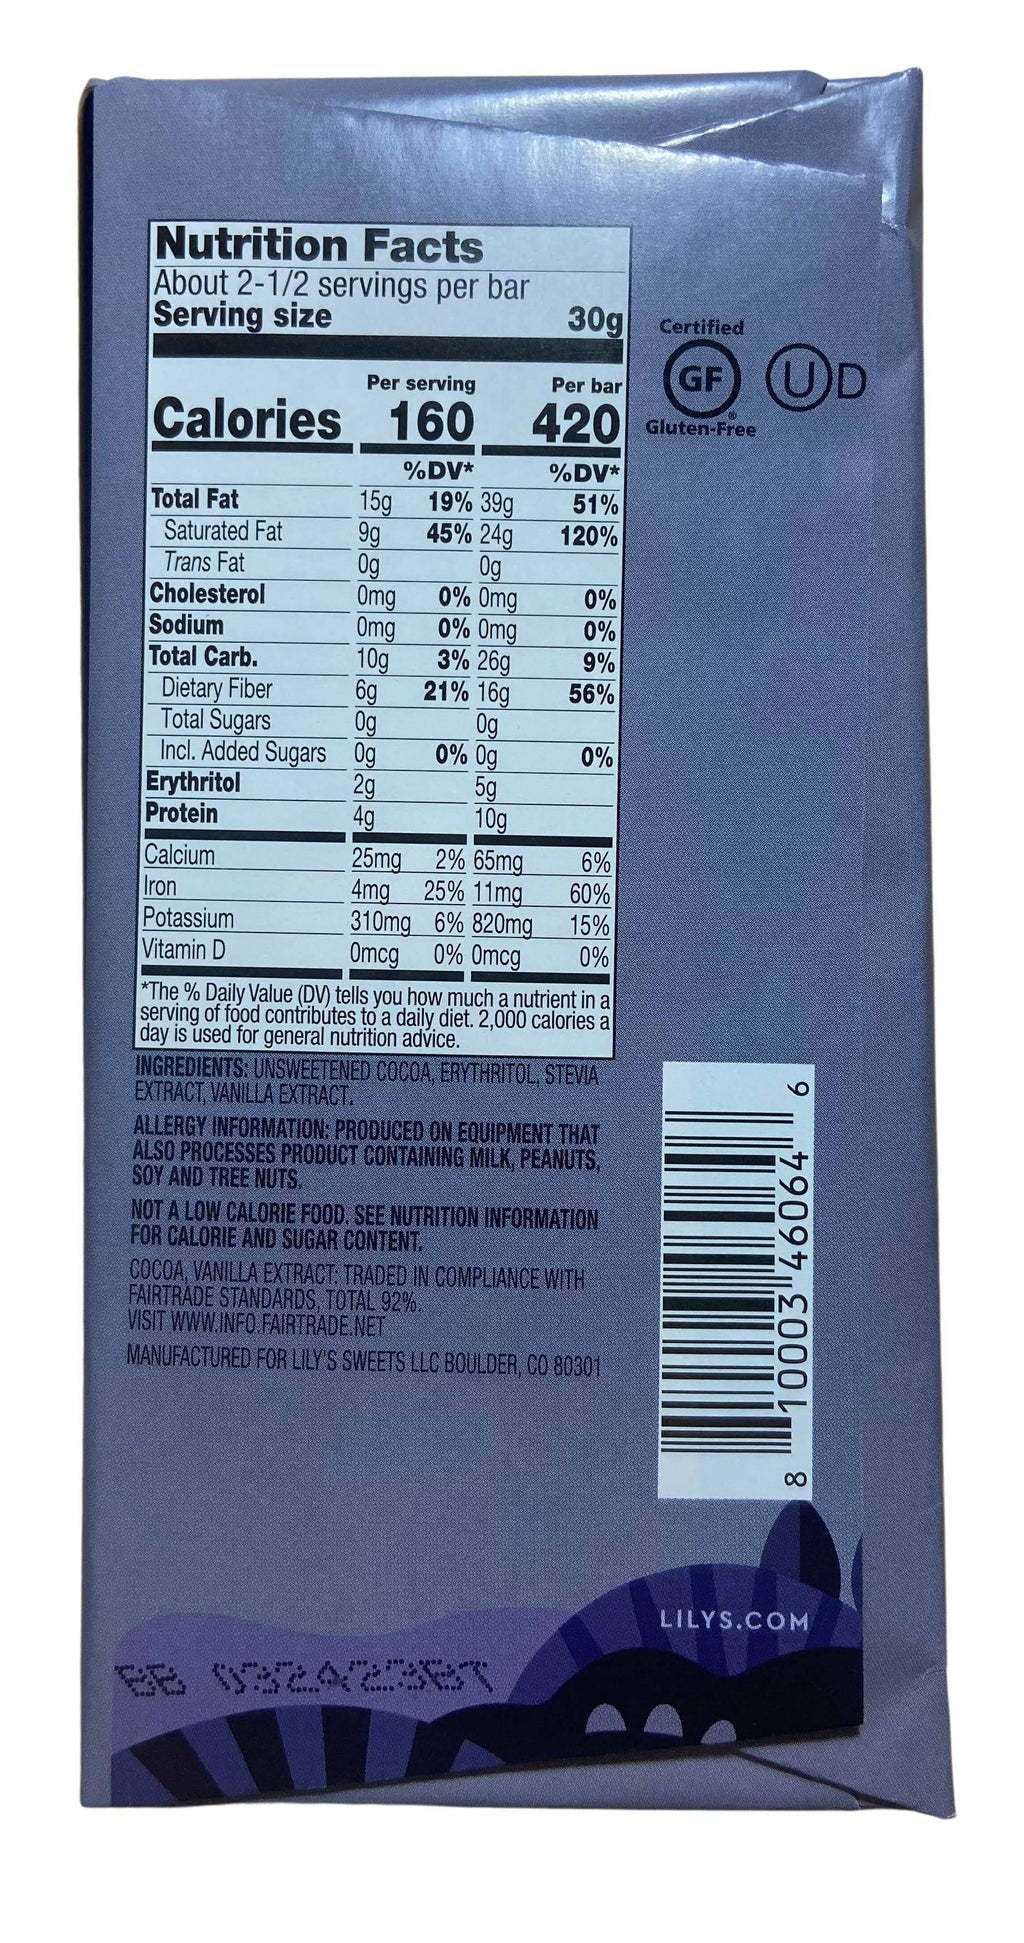 Nutrition Facts
About 2-1/2 servings per bar
Serving size 30g
Per serving Per bar
Calories 160 420
%DV* %DV*
Total Fat 15g 19% 39g 51%
Saturated Fat 9g 45% 24g 120%
Trans Fat 0g 0g
Cholesterol 0mg 0% 0mg 0%
Sodium 0mg 0% 0mg 0%
Total Carb. 10g 3% 26g 9%
Dietary Fiber 6g 21% 16g 56%
Total Sugars 0g 0g
Incl. Added Sugars 0g 0% 0g 0%
Erythritol 2g 5g
Protein 4g 10g
Calcium 25mg 2% 65mg 6%
Iron 4mg 25% 11mg 60%
Potassium 310mg 6% 820mg 15%
Vitamin D 0mcg 0% 0mcg 0%
*The % Daily Value (DV) tells you how much a nutrient in a
serving of food contributes to a daily diet. 2,000 calories a
day is used for general nutrition advice.
INGREDIENTS: UNSWEETENED COCOA, ERYTHRITOL, STEVIA
EXTRACT, VANILLA EXTRACT.
ALLERGY INFORMATION: PRODUCED ON EQUIPMENT THAT
ALSO PROCESSES PRODUCT CONTAINING MILK, PEANUTS,
SOY AND TREE NUTS.
NOT A LOW CALORIE FOOD. SEE NUTRITION INFORMATION
FOR CALORIE AND SUGAR CONTENT.
COCOA, VANILLA EXTRACT: TRADED IN COMPLIANCE WITH
FAIRTRADE STANDARDS, TOTAL 92%.
VISIT WWW.INFO.FAIRTRADE.NET
MANUFACTURED FOR LILY'S SWEETS LLC BOULDER, CO 80301
Certified
GF
®
Gluten-Free
U D
8 10003 46064 6
LILYS.COM